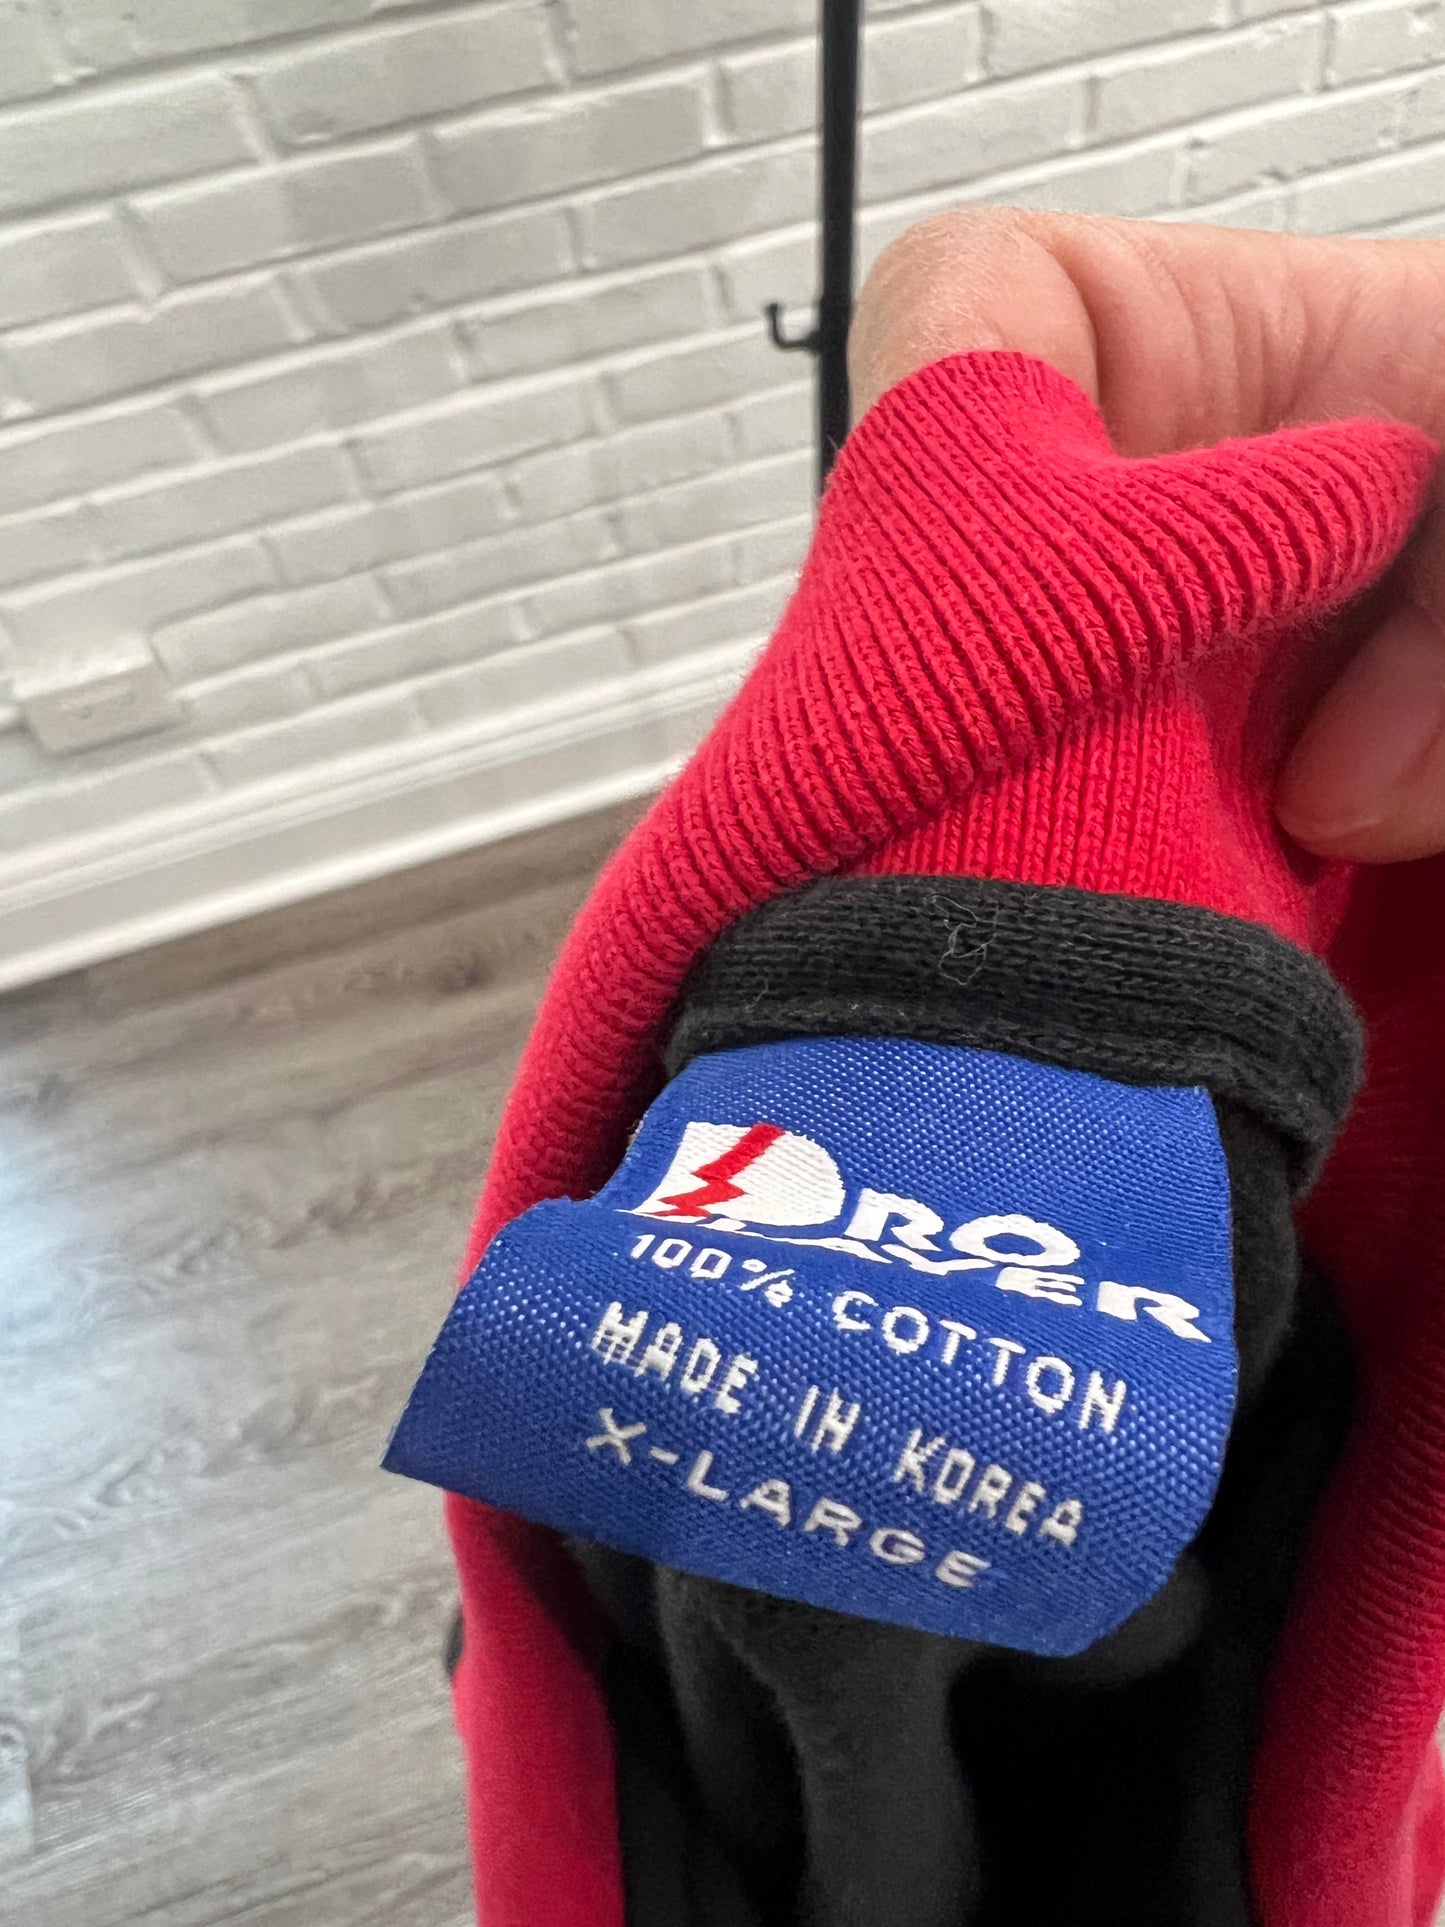 PRO
PLAYER
100% COTTON
MADE IN KOREA
X-LARGE